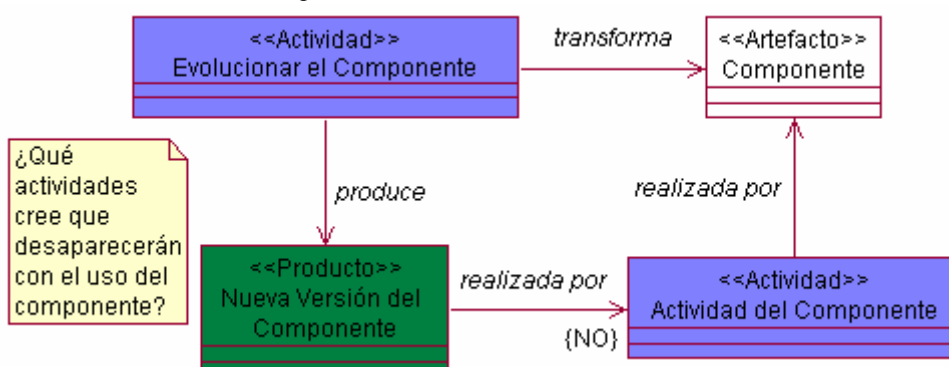 <<Actividad>>
Evolucionar el Componente
transforma
<<Artefacto>>
Componente
¿Qué
actividades
cree que
desaparecerán
con el uso del
componente?
produce
realizada por
<<Producto>>
Nueva Versión del
Componente
realizada por
{NO}
<<Actividad>>
Actividad del Componente